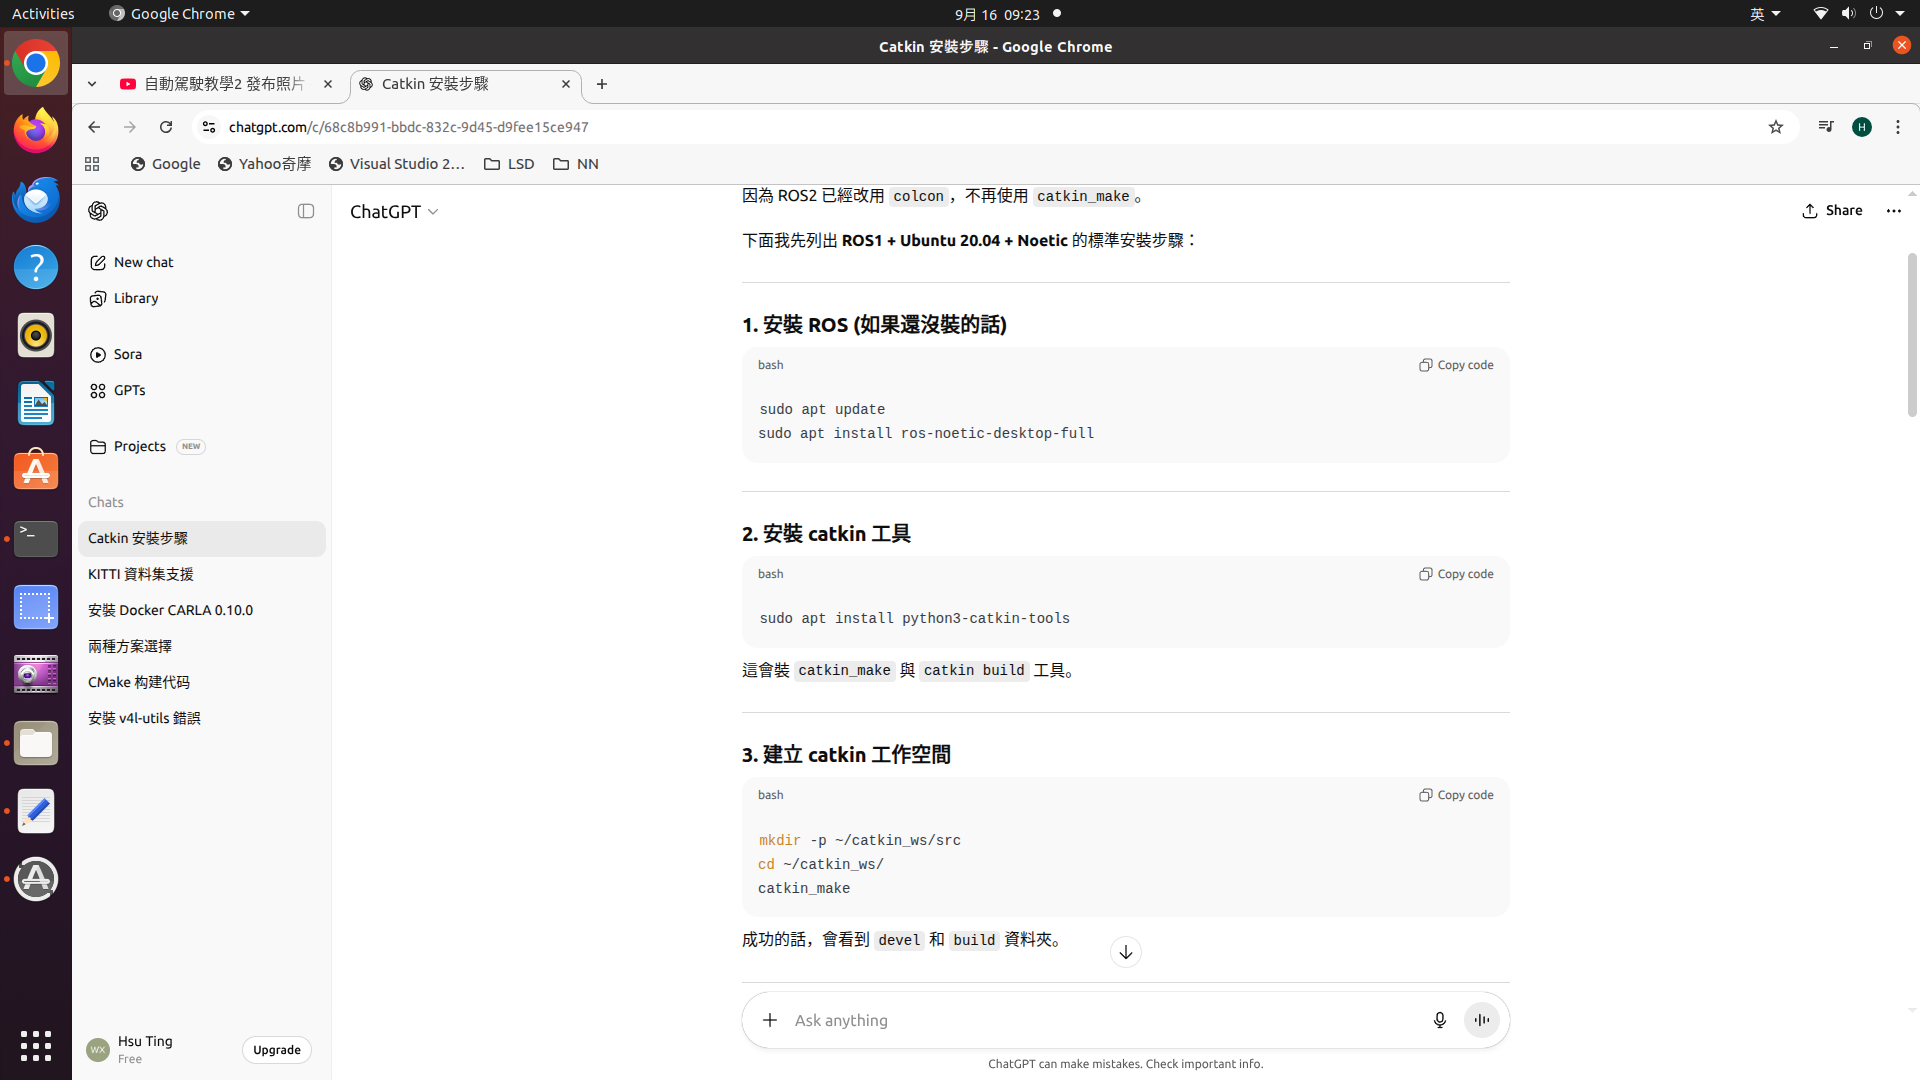 Activities
Google Chrome
9月 16 09:23
英
Catkin 安裝步驟 - Google Chrome
自動駕駛教學2 發布照片
Catkin 安裝步驟
chatgpt.com/c/68c8b991-bbdc-832c-9d45-d9fee15ce947
H
Google
Yahoo奇摩
Visual Studio 2…
LSD
NN
ChatGPT
Share
New chat
Library
Sora
GPTs
Projects NEW
Chats
Catkin 安裝步驟
KITTI 資料集支援
安裝 Docker CARLA 0.10.0
兩種方案選擇
CMake 构建代码
安裝 v4l-utils 錯誤
WX
Hsu Ting
Free
Upgrade
因為 ROS2 已經改用 colcon，不再使用 catkin_make。
下面我先列出 ROS1 + Ubuntu 20.04 + Noetic 的標準安裝步驟：
1. 安裝 ROS (如果還沒裝的話)
bash
Copy code
sudo apt update
sudo apt install ros-noetic-desktop-full
2. 安裝 catkin 工具
bash
Copy code
sudo apt install python3-catkin-tools
這會裝 catkin_make 與 catkin build 工具。
3. 建立 catkin 工作空間
bash
Copy code
mkdir -p ~/catkin_ws/src
cd ~/catkin_ws/
catkin_make
成功的話，會看到 devel 和 build 資料夾。
Ask anything
ChatGPT can make mistakes. Check important info.